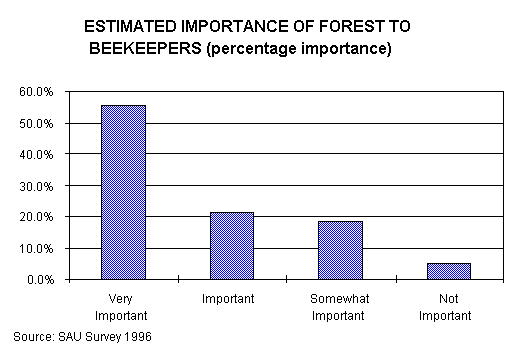 ESTIMATED IMPORTANCE OF FOREST TO
BEEKEEPERS (percentage importance)
60.0%
50.0%
40.0%
30.0%
20.0%
10.0%
0.0%
Very
Important
Important
Somewhat
Important
Not
Important
Source: SAU Survey 1996